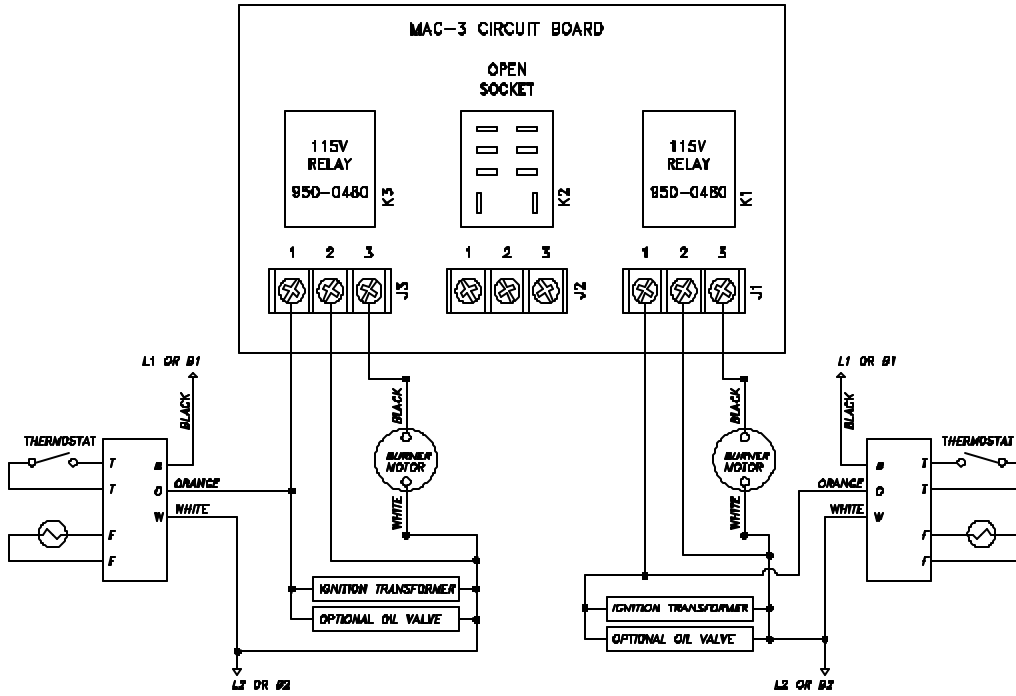 MAC-3 CIRCUIT BOARD
OPEN
SOCKET
115V
RELAY
950-0480
K3
K2
115V
RELAY
950-0480
K1
1 2 3
J3
1 2 3
J2
1 2 3
J1
L1 OR B1
BLACK
THERMOSTAT
T
T
F
F
B
O
W
ORANGE
WHITE
BLACK
BURNER
MOTOR
WHITE
IGNITION TRANSFORMER
OPTIONAL OIL VALVE
OR
BLACK
BURNER
MOTOR
WHITE
IGNITION TRANSFORMER
OPTIONAL OIL VALVE
L1 OR B1
BLACK
ORANGE
WHITE
B
O
W
T
T
F
F
THERMOSTAT
L2 OR